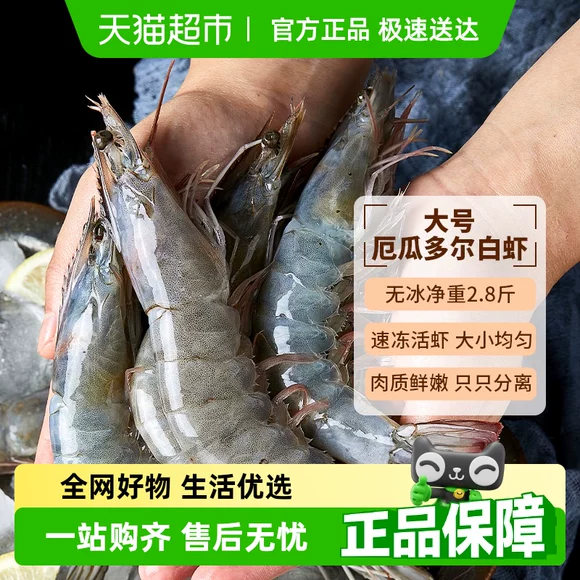 天猫超市 | 官方正品 极速送达
大号
厄瓜多尔白虾
无冰净重2.8斤
速冻活虾 大小均匀
肉质鲜嫩 只只分离
全网好物 生活优选
一站购齐 售后无忧
正品保障